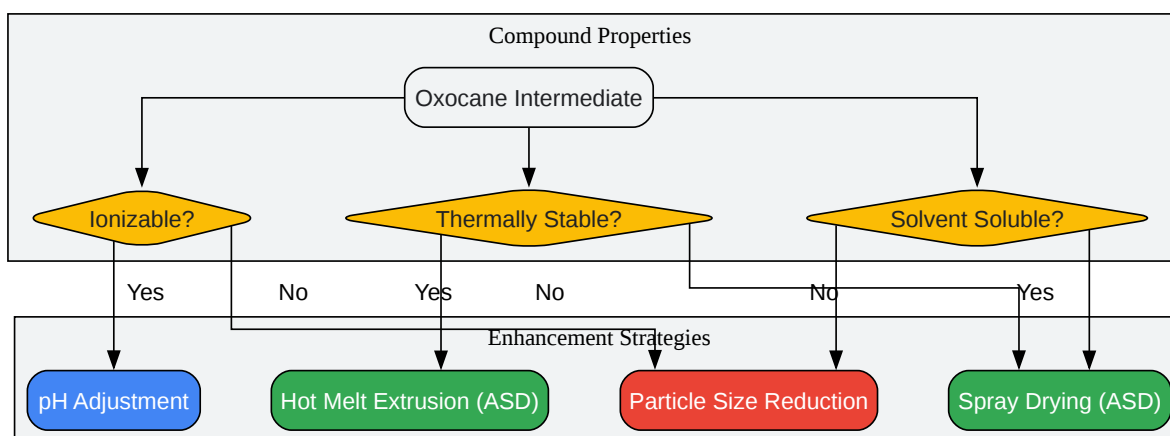 Compound Properties
Oxocane Intermediate
Ionizable?
Thermally Stable?
Solvent Soluble?
Yes
No
Yes
No
No
Yes
Enhancement Strategies
pH Adjustment
Hot Melt Extrusion (ASD)
Particle Size Reduction
Spray Drying (ASD)